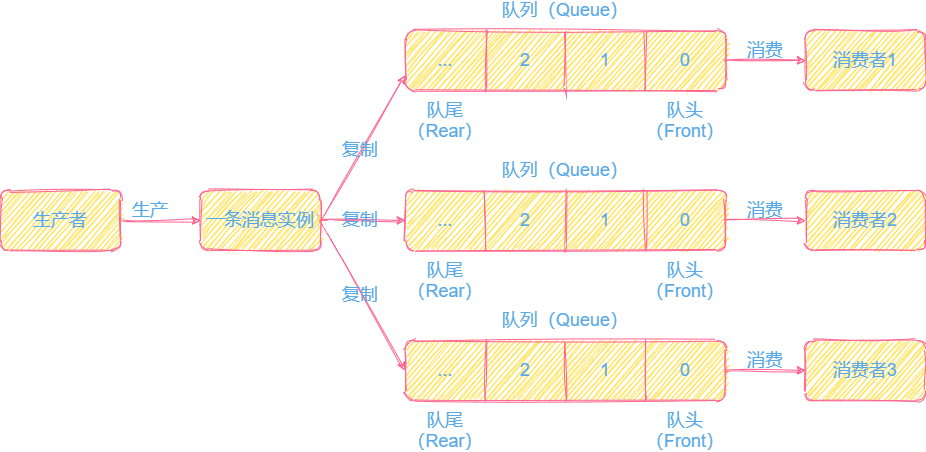 队列（Queue）
... 2 1 0
消费
消费者1
队尾
（Rear）
队头
（Front）
复制
队列（Queue）
生产者
生产
一条消息实例
复制
... 2 1 0
消费
消费者2
队尾
（Rear）
队头
（Front）
复制
队列（Queue）
... 2 1 0
消费
消费者3
队尾
（Rear）
队头
（Front）